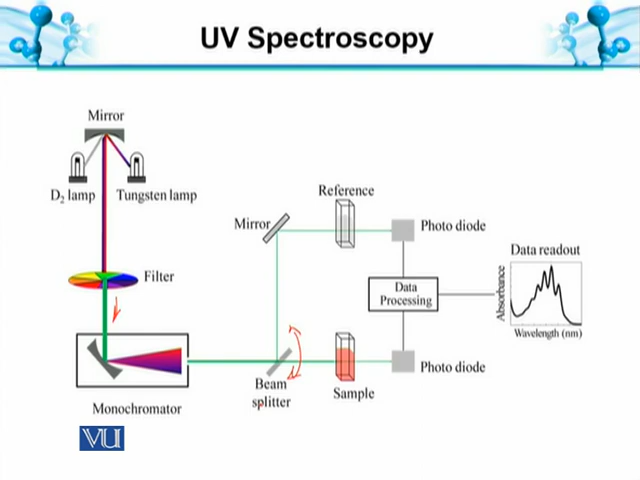 UV Spectroscopy
Mirror
D₂ lamp
Tungsten lamp
Filter
Monochromator
VU
Mirror
Reference
Photo diode
Data
Processing
Data readout
Absorbance
Wavelength (nm)
Beam
splitter
Sample
Photo diode